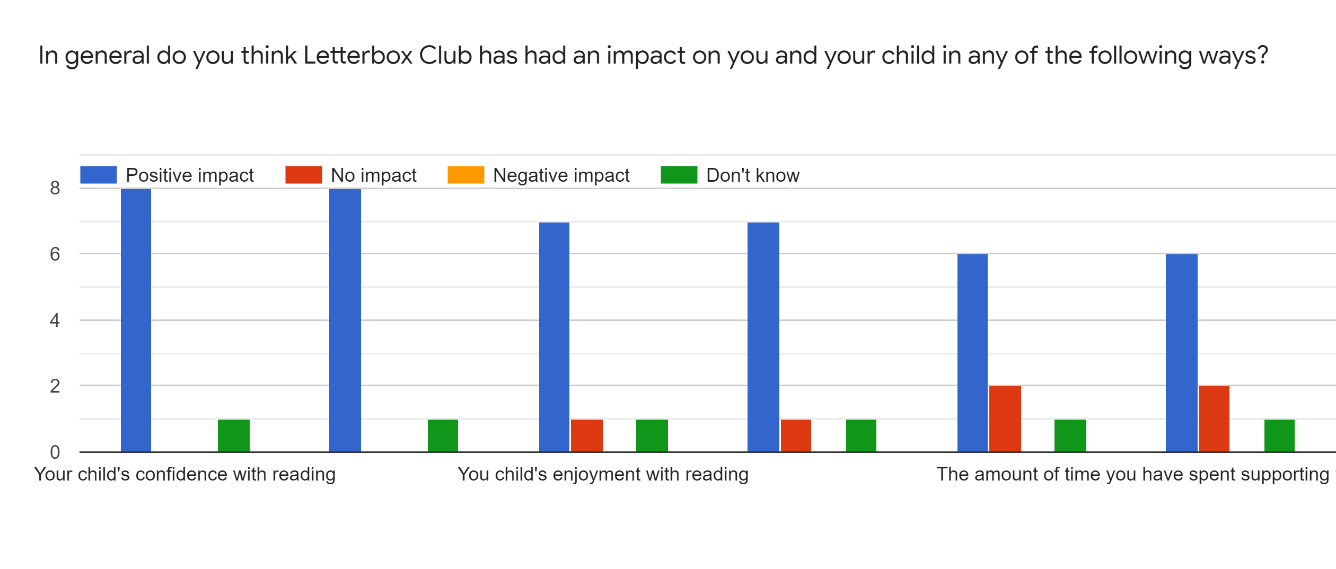 In general do you think Letterbox Club has had an impact on you and your child in any of the following ways?
Positive impact No impact Negative impact Don't know
8
6
4
2
0
Your child's confidence with reading You child's enjoyment with reading The amount of time you have spent supporting